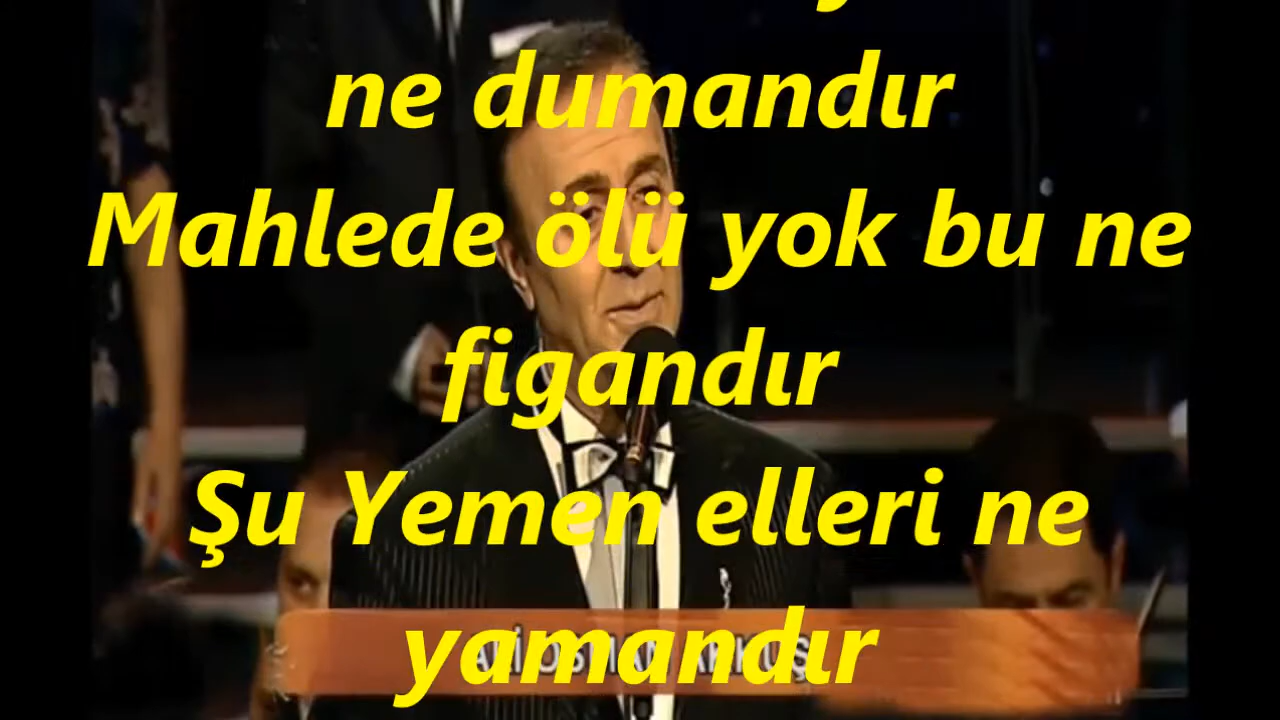 ne dumandır
Mahlede ölü yok bu ne
figandır
Şu Yemen elleri ne
yamandır